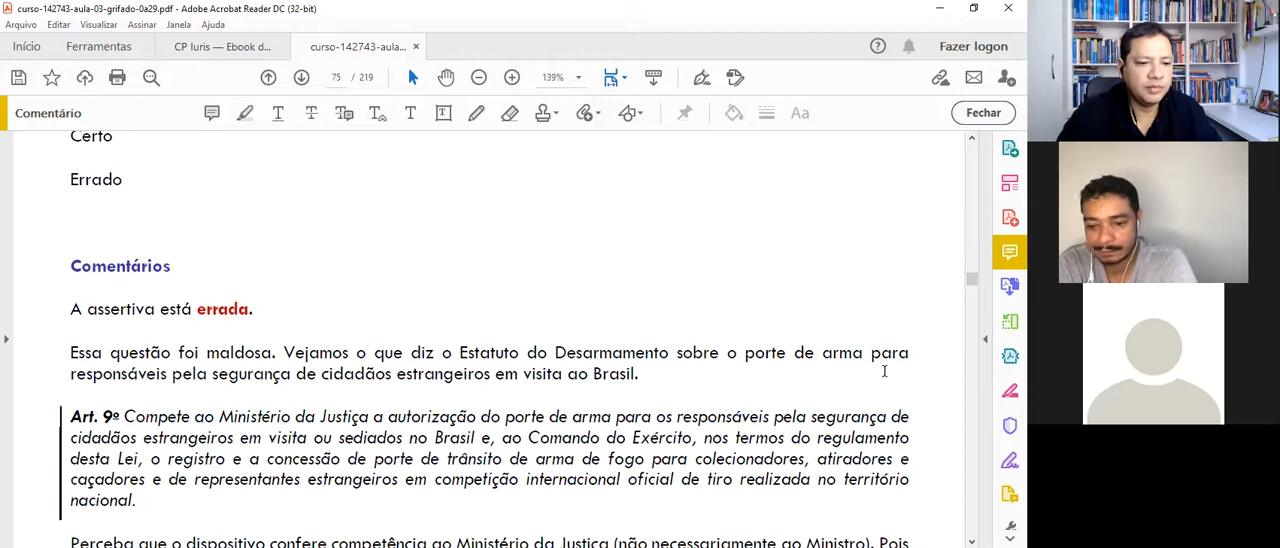 curso-142743-aula-03-grifado-0a29.pdf - Adobe Acrobat Reader DC (32-bit)
Arquivo Editar Visualizar Assinar Janela Ajuda
Início Ferramentas CP Iuris — Ebook d... curso-142743-aula... × Fazer logon
75 / 219 139%
Comentário Aa Fechar
Certo
Errado
Comentários
A assertiva está errada.
Essa questão foi maldosa. Vejamos o que diz o Estatuto do Desarmamento sobre o porte de arma para
responsáveis pela segurança de cidadãos estrangeiros em visita ao Brasil.
Art. 9º Compete ao Ministério da Justiça a autorização do porte de arma para os responsáveis pela segurança de
cidadãos estrangeiros em visita ou sediados no Brasil e, ao Comando do Exército, nos termos do regulamento
desta Lei, o registro e a concessão de porte de trânsito de arma de fogo para colecionadores, atiradores e
caçadores e de representantes estrangeiros em competição internacional oficial de tiro realizada no território
nacional.
Perceba que o dispositivo confere competência ao Ministério da Justiça (não necessariamente ao Ministro). Pois